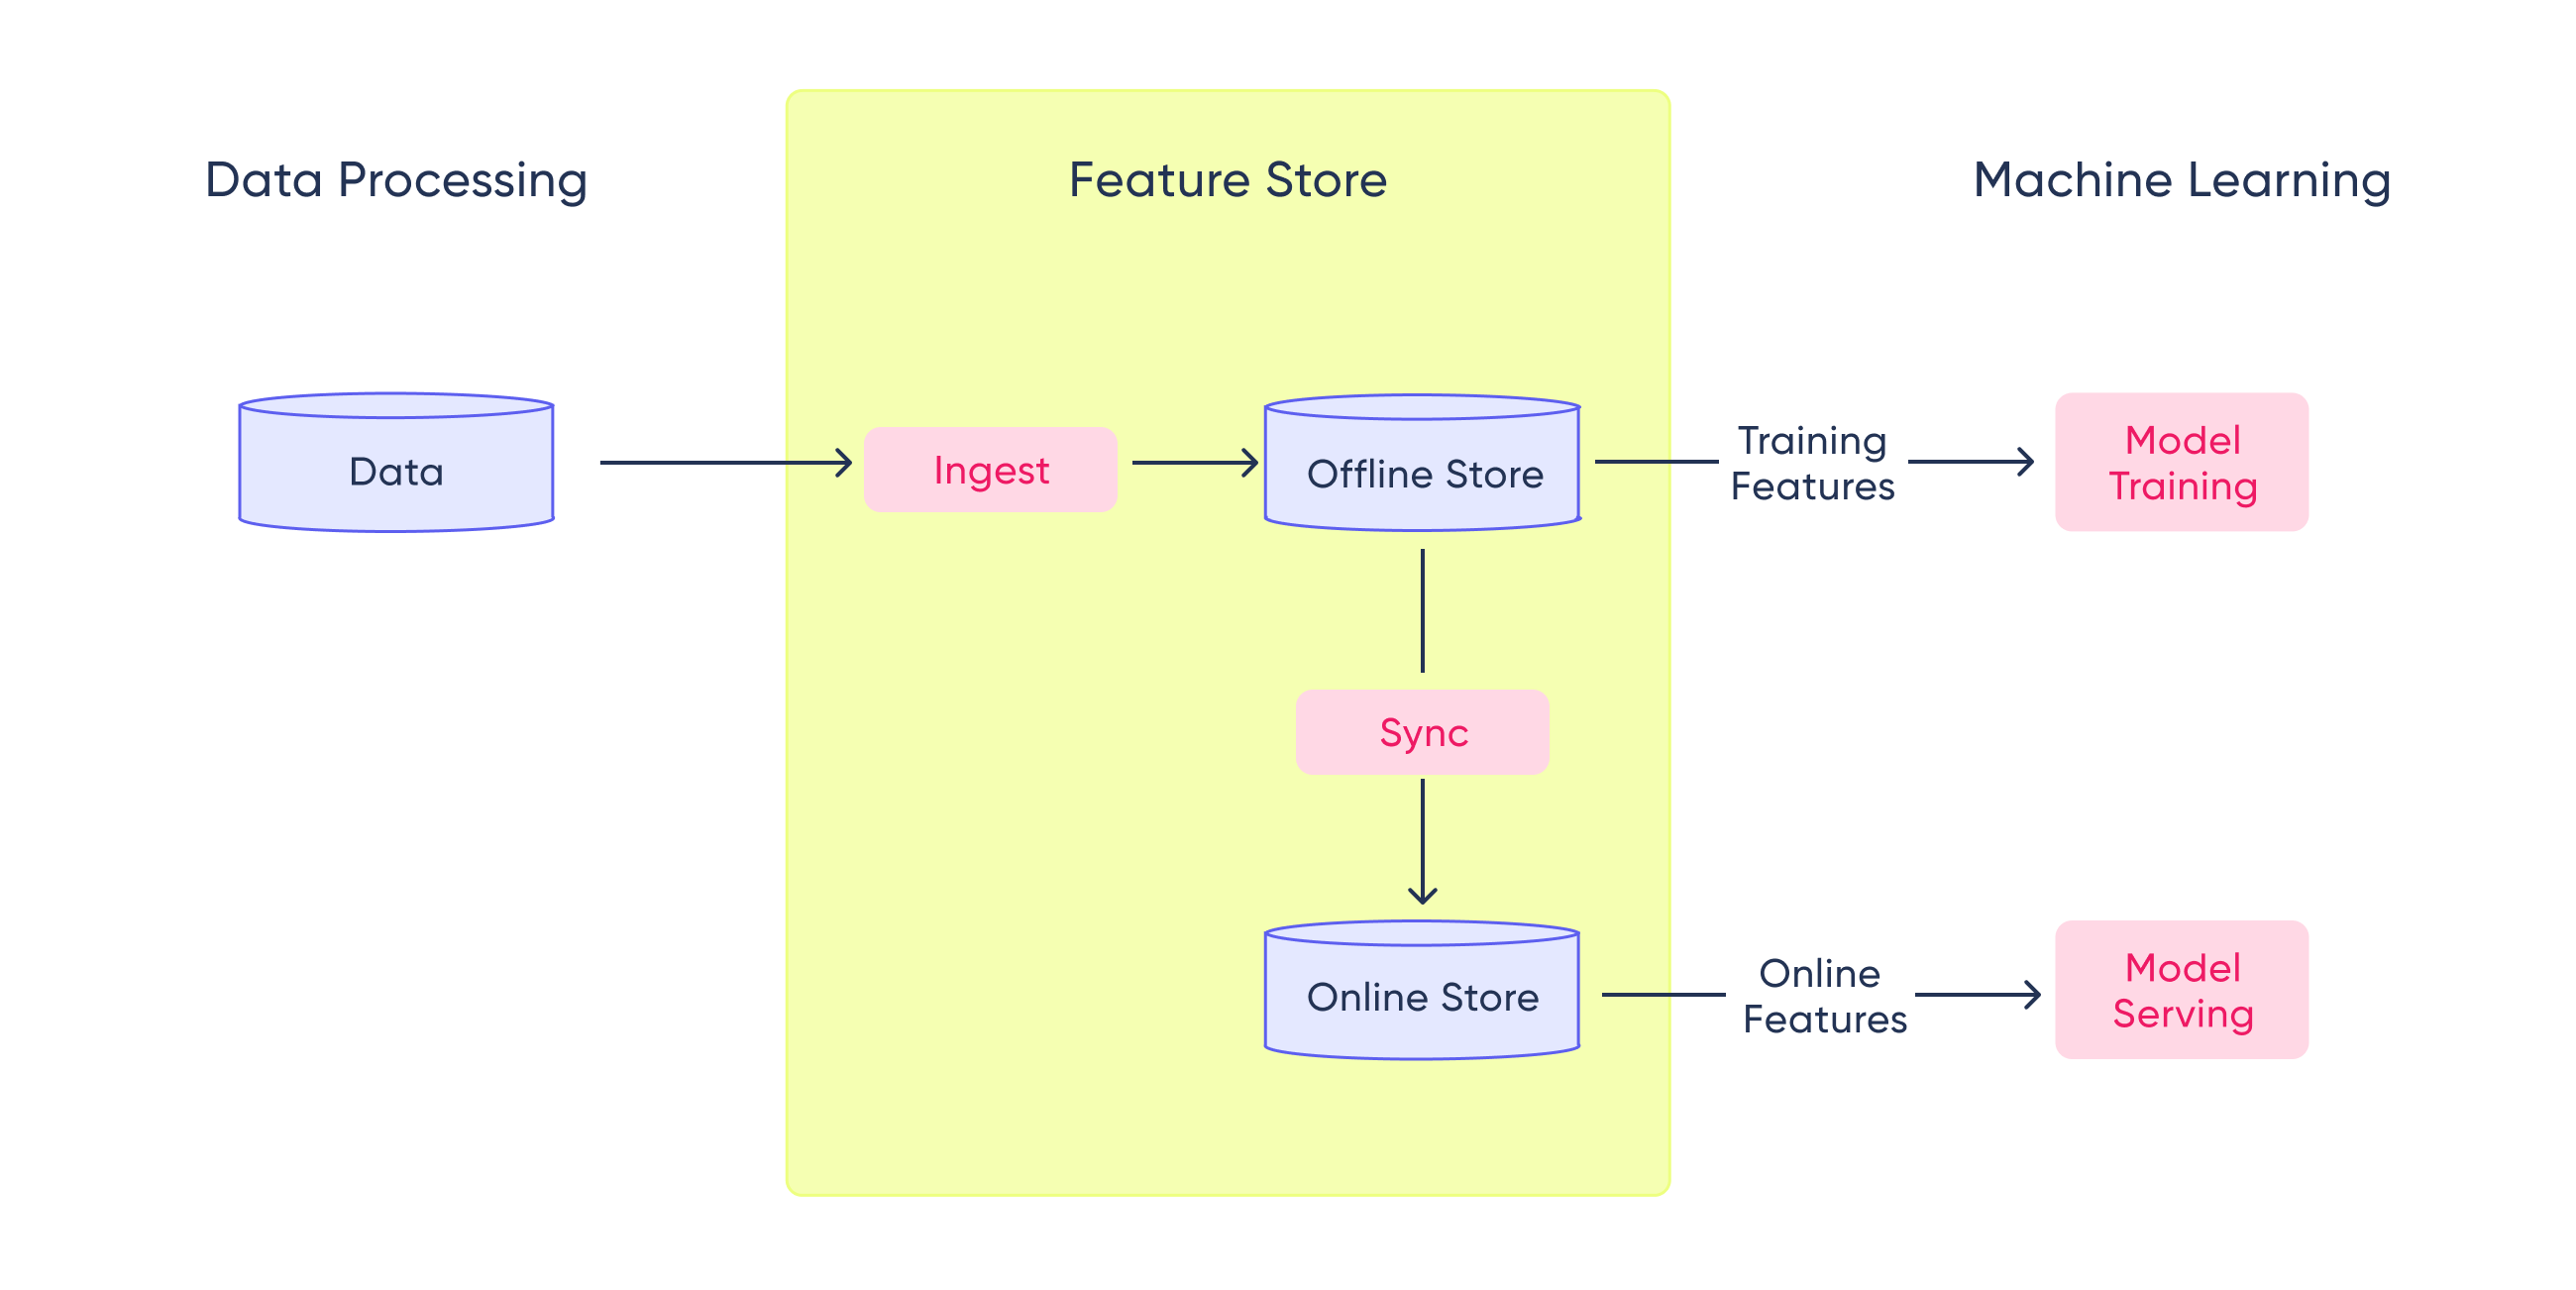 Data Processing
Feature Store
Machine Learning
Data
Ingest
Offline Store
Training
Features
Model
Training
Sync
Online Store
Online
Features
Model
Serving